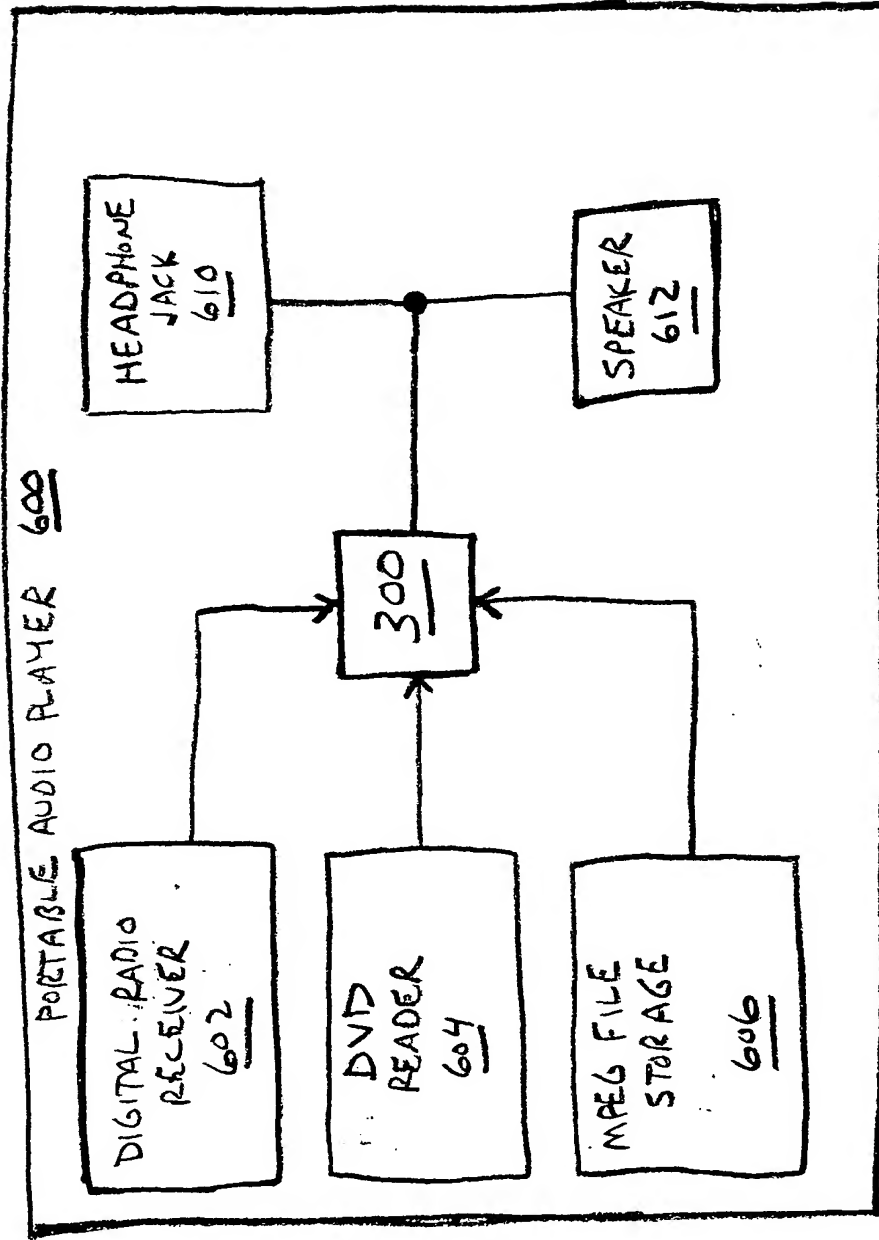 PORTABLE AUDIO PLAYER 600
DIGITAL RADIO
RECEIVER
602
DVD
READER
604
MPEG FILE
STORAGE
606
300
HEADPHONE
JACK
610
SPEAKER
612